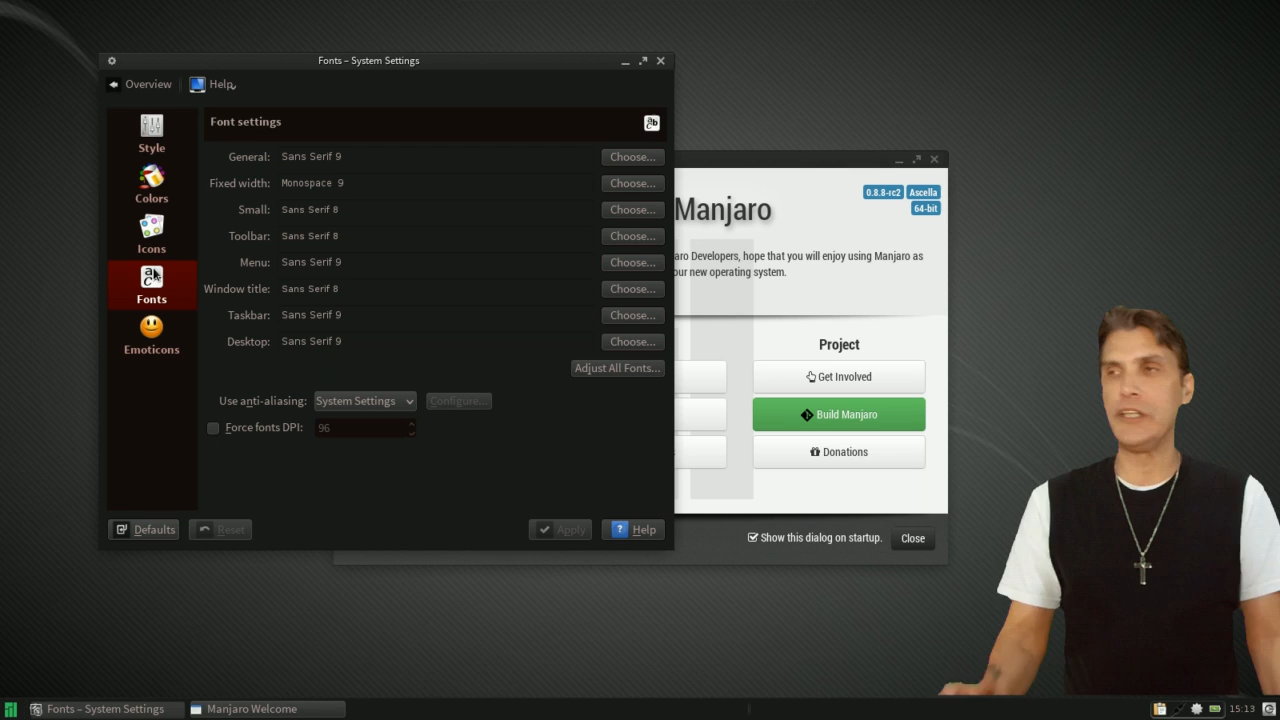 Fonts – System Settings
Overview
Help
Style
Colors
Icons
Fonts
Emoticons
Font settings
General: Sans Serif 9 Choose...
Fixed width: Monospace 9 Choose...
Small: Sans Serif 8 Choose...
Toolbar: Sans Serif 8 Choose...
Menu: Sans Serif 9 Choose...
Window title: Sans Serif 8 Choose...
Taskbar: Sans Serif 9 Choose...
Desktop: Sans Serif 9 Choose...
Adjust All Fonts...
Use anti-aliasing: System Settings Configure...
Force fonts DPI: 96
Defaults Reset Apply Help
0.8.8-rc2 Ascella
64-bit
Manjaro
aro Developers, hope that you will enjoy using Manjaro as
our new operating system.
Project
Get Involved
Build Manjaro
Donations
Show this dialog on startup. Close
Fonts – System Settings Manjaro Welcome 15:13